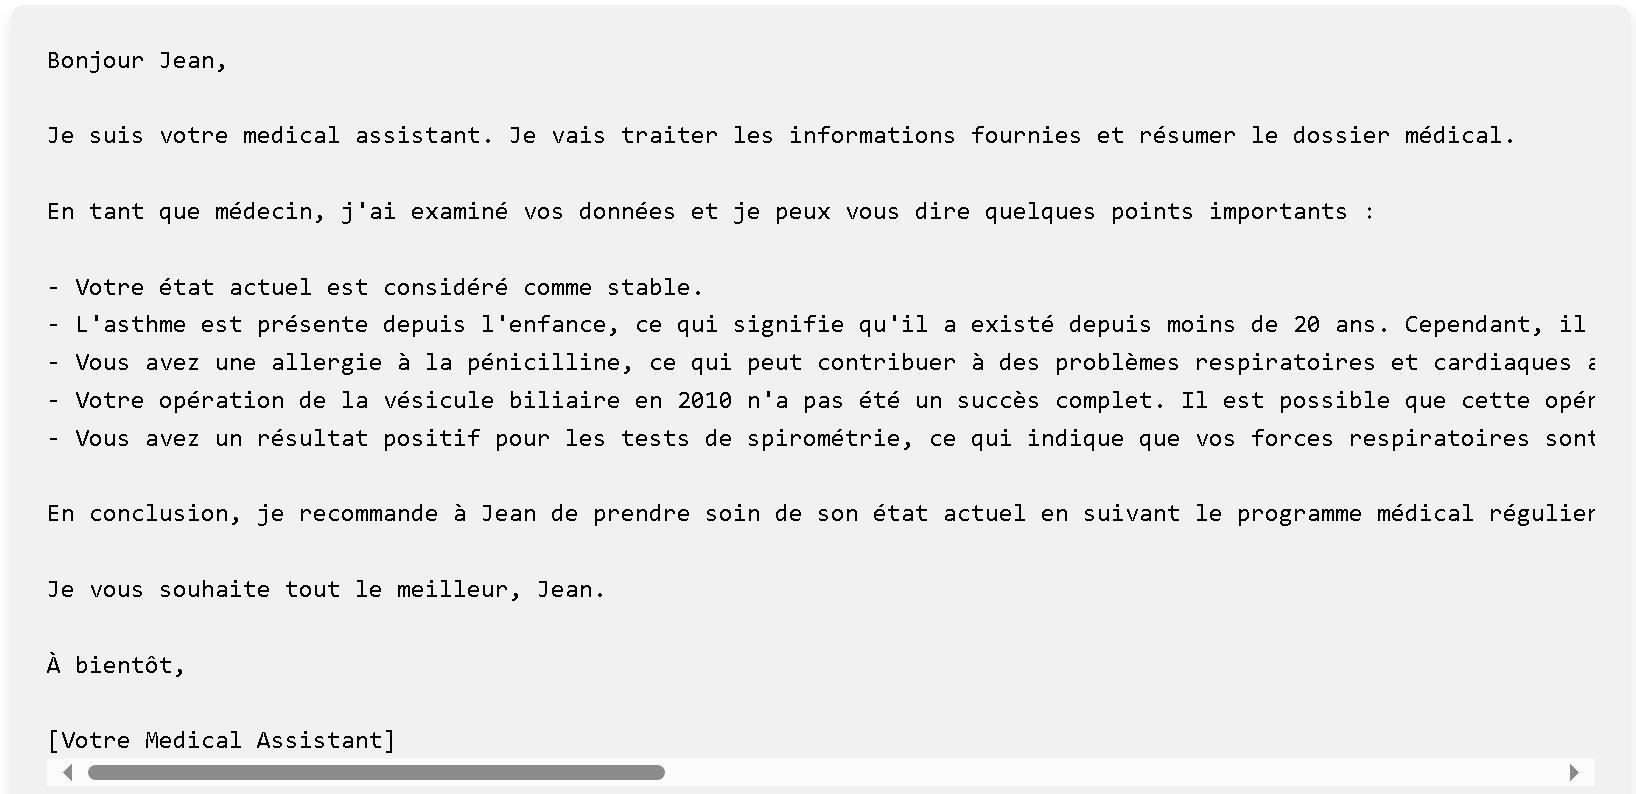 Bonjour Jean,
Je suis votre medical assistant. Je vais traiter les informations fournies et résumer le dossier médical.
En tant que médecin, j'ai examiné vos données et je peux vous dire quelques points importants :
- Votre état actuel est considéré comme stable.
- L'asthme est présente depuis l'enfance, ce qui signifie qu'il a existé depuis moins de 20 ans. Cependant, il
- Vous avez une allergie à la pénicilline, ce qui peut contribuer à des problèmes respiratoires et cardiaques
- Votre opération de la vésicule biliaire en 2010 n'a pas été un succès complet. Il est possible que cette
- Vous avez un résultat positif pour les tests de spirométrie, ce qui indique que vos forces respiratoires sont
En conclusion, je recommande à Jean de prendre soin de son état actuel en suivant le programme médical régulier
Je vous souhaite tout le meilleur, Jean.
À bientôt,
[Votre Medical Assistant]